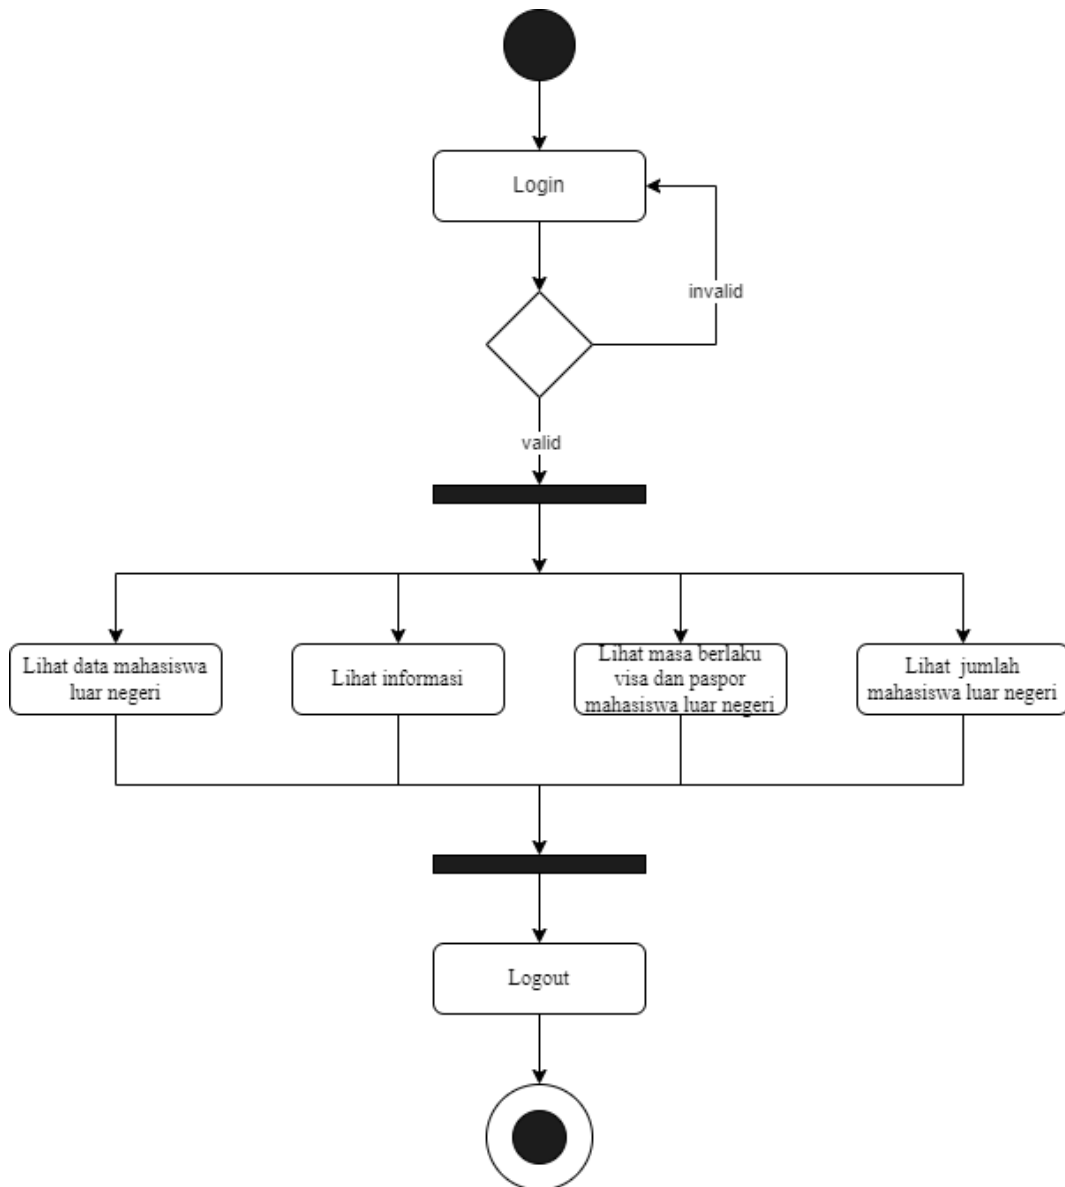 Login
invalid
valid
Lihat data mahasiswa
luar negeri
Lihat informasi
Lihat masa berlaku
visa dan paspor
mahasiswa luar negeri
Lihat  jumlah
mahasiswa luar negeri
Logout